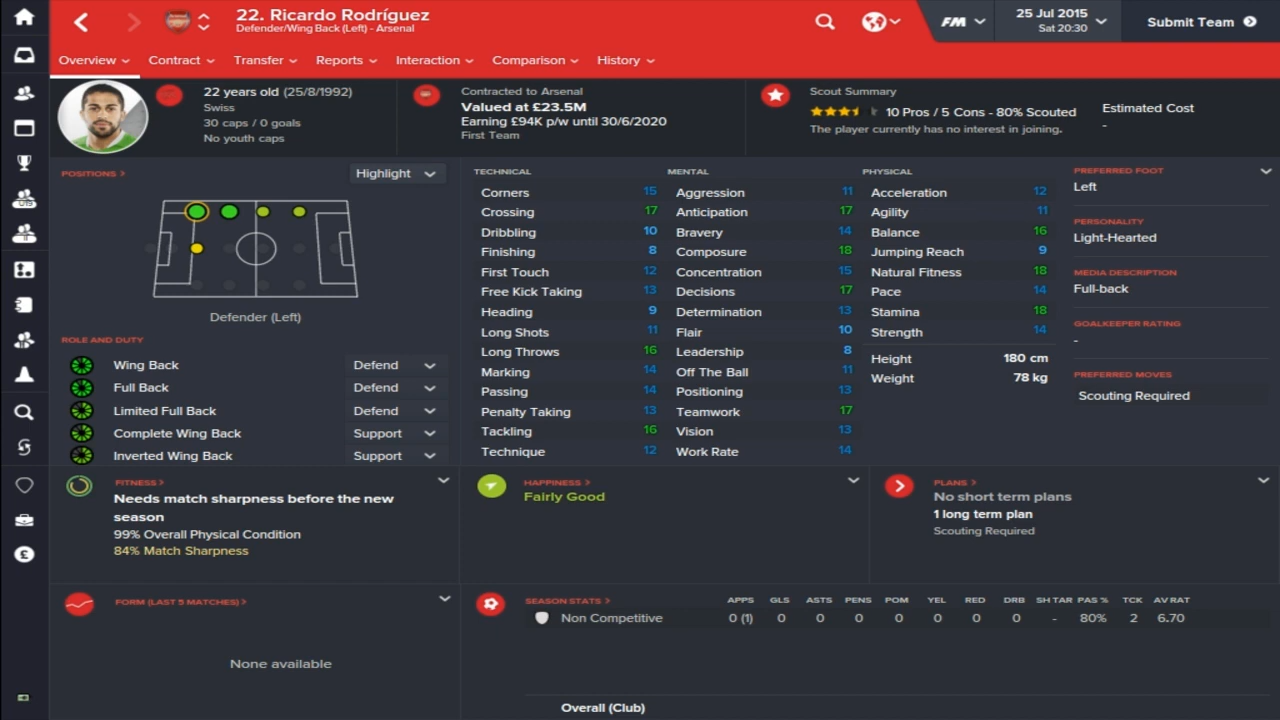 22. Ricardo Rodríguez
Defender/Wing Back (Left) - Arsenal
FM
25 Jul 2015
Sat 20:30
Submit Team
Overview
Contract
Transfer
Reports
Interaction
Comparison
History
22 years old (25/8/1992)
Swiss
30 caps / 0 goals
No youth caps
Contracted to Arsenal
Valued at £23.5M
Earning £94K p/w until 30/6/2020
First Team
Scout Summary
10 Pros / 5 Cons - 80% Scouted
The player currently has no interest in joining.
Estimated Cost
-
POSITIONS >
Highlight
Defender (Left)
ROLE AND DUTY
Wing Back Defend
Full Back Defend
Limited Full Back Defend
Complete Wing Back Support
Inverted Wing Back Support
TECHNICAL
Corners 15
Crossing 17
Dribbling 10
Finishing 8
First Touch 12
Free Kick Taking 13
Heading 9
Long Shots 11
Long Throws 16
Marking 14
Passing 14
Penalty Taking 13
Tackling 16
Technique 12
MENTAL
Aggression 11
Anticipation 17
Bravery 14
Composure 18
Concentration 15
Decisions 17
Determination 13
Flair 10
Leadership 8
Off The Ball 11
Positioning 13
Teamwork 17
Vision 13
Work Rate 14
PHYSICAL
Acceleration 12
Agility 11
Balance 16
Jumping Reach 9
Natural Fitness 18
Pace 14
Stamina 18
Strength 14
Height 180 cm
Weight 78 kg
PREFERRED FOOT
Left
PERSONALITY
Light-Hearted
MEDIA DESCRIPTION
Full-back
GOALKEEPER RATING
-
PREFERRED MOVES
Scouting Required
FITNESS >
Needs match sharpness before the new
season
99% Overall Physical Condition
84% Match Sharpness
HAPPINESS >
Fairly Good
PLANS >
No short term plans
1 long term plan
Scouting Required
FORM (LAST 5 MATCHES) >
None available
SEASON STATS > APPS GLS ASTS PENS POM YEL RED DRB SH TAR PAS % TCK AV RAT
Non Competitive 0 (1) 0 0 0 0 0 0 0 - 80% 2 6.70
Overall (Club)